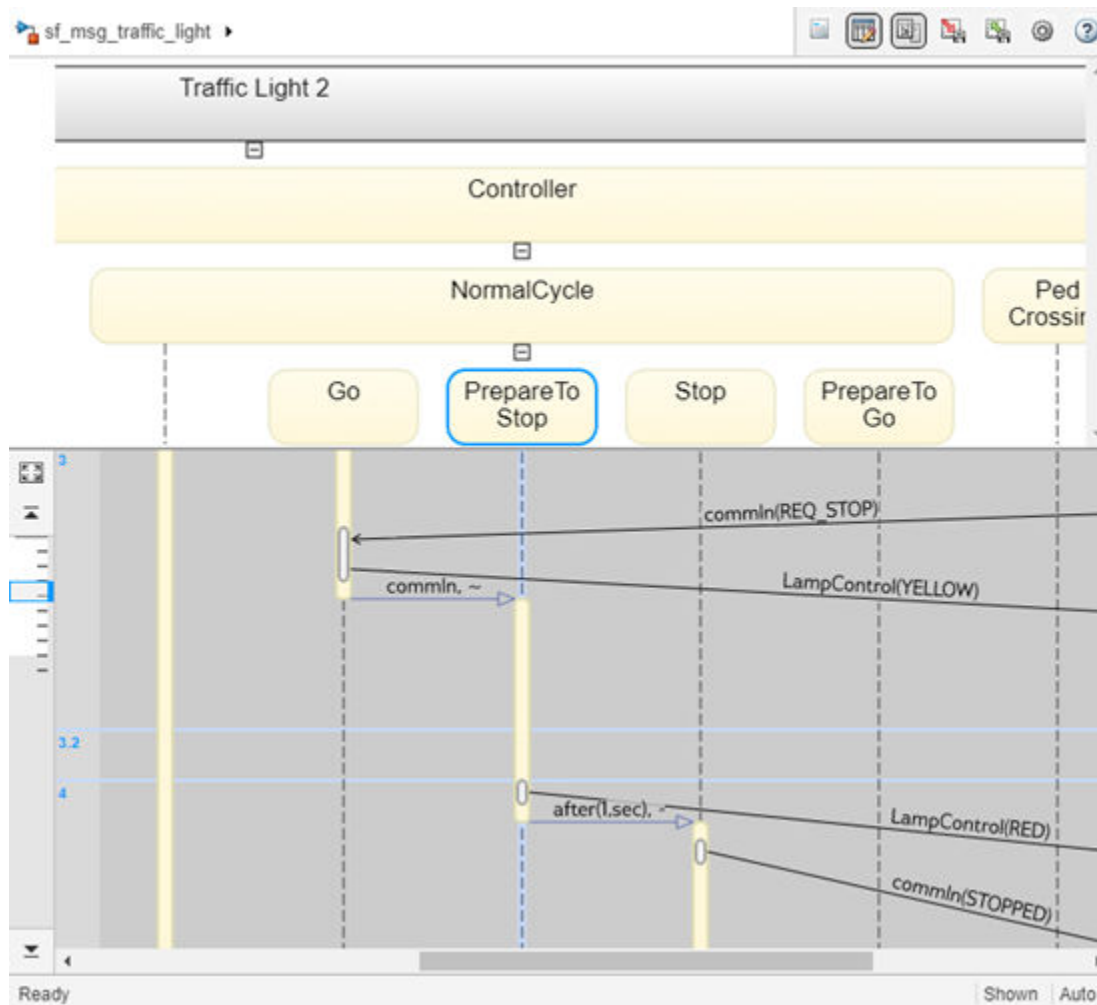 sf_msg_traffic_light
Traffic Light 2
Controller
NormalCycle
Ped
Crossin
Go
PrepareTo
Stop
Stop
PrepareTo
Go
3
commIn(REQ_STOP)
LampControl(YELLOW)
commIn, ~
3.2
4
after(1,sec), ~
LampControl(RED)
commIn(STOPPED)
Ready
Shown
Auto